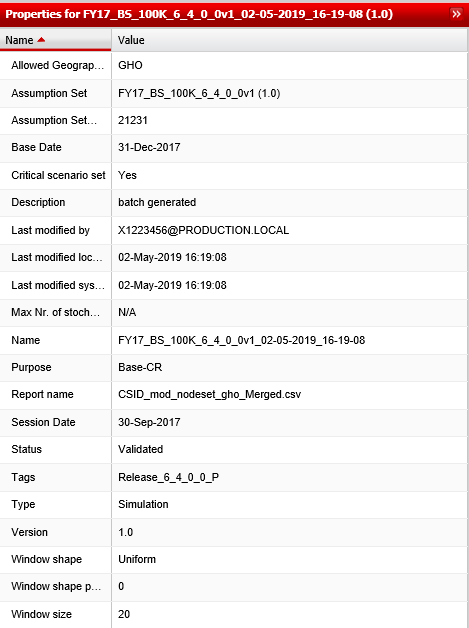 Properties for FY17_BS_100K_6_4_0_0v1_02-05-2019_16-19-08 (1.0) »
Name Value
Allowed Geograp... GHO
Assumption Set FY17_BS_100K_6_4_0_0v1 (1.0)
Assumption Set... 21231
Base Date 31-Dec-2017
Critical scenario set Yes
Description batch generated
Last modified by X1223456@PRODUCTION.LOCAL
Last modified loc... 02-May-2019 16:19:08
Last modified sys... 02-May-2019 16:19:08
Max Nr. of stoch... N/A
Name FY17_BS_100K_6_4_0_0v1_02-05-2019_16-19-08
Purpose Base-CR
Report name CSID_mod_nodeset_gho_Merged.csv
Session Date 30-Sep-2017
Status Validated
Tags Release_6_4_0_0_P
Type Simulation
Version 1.0
Window shape Uniform
Window shape p... 0
Window size 20